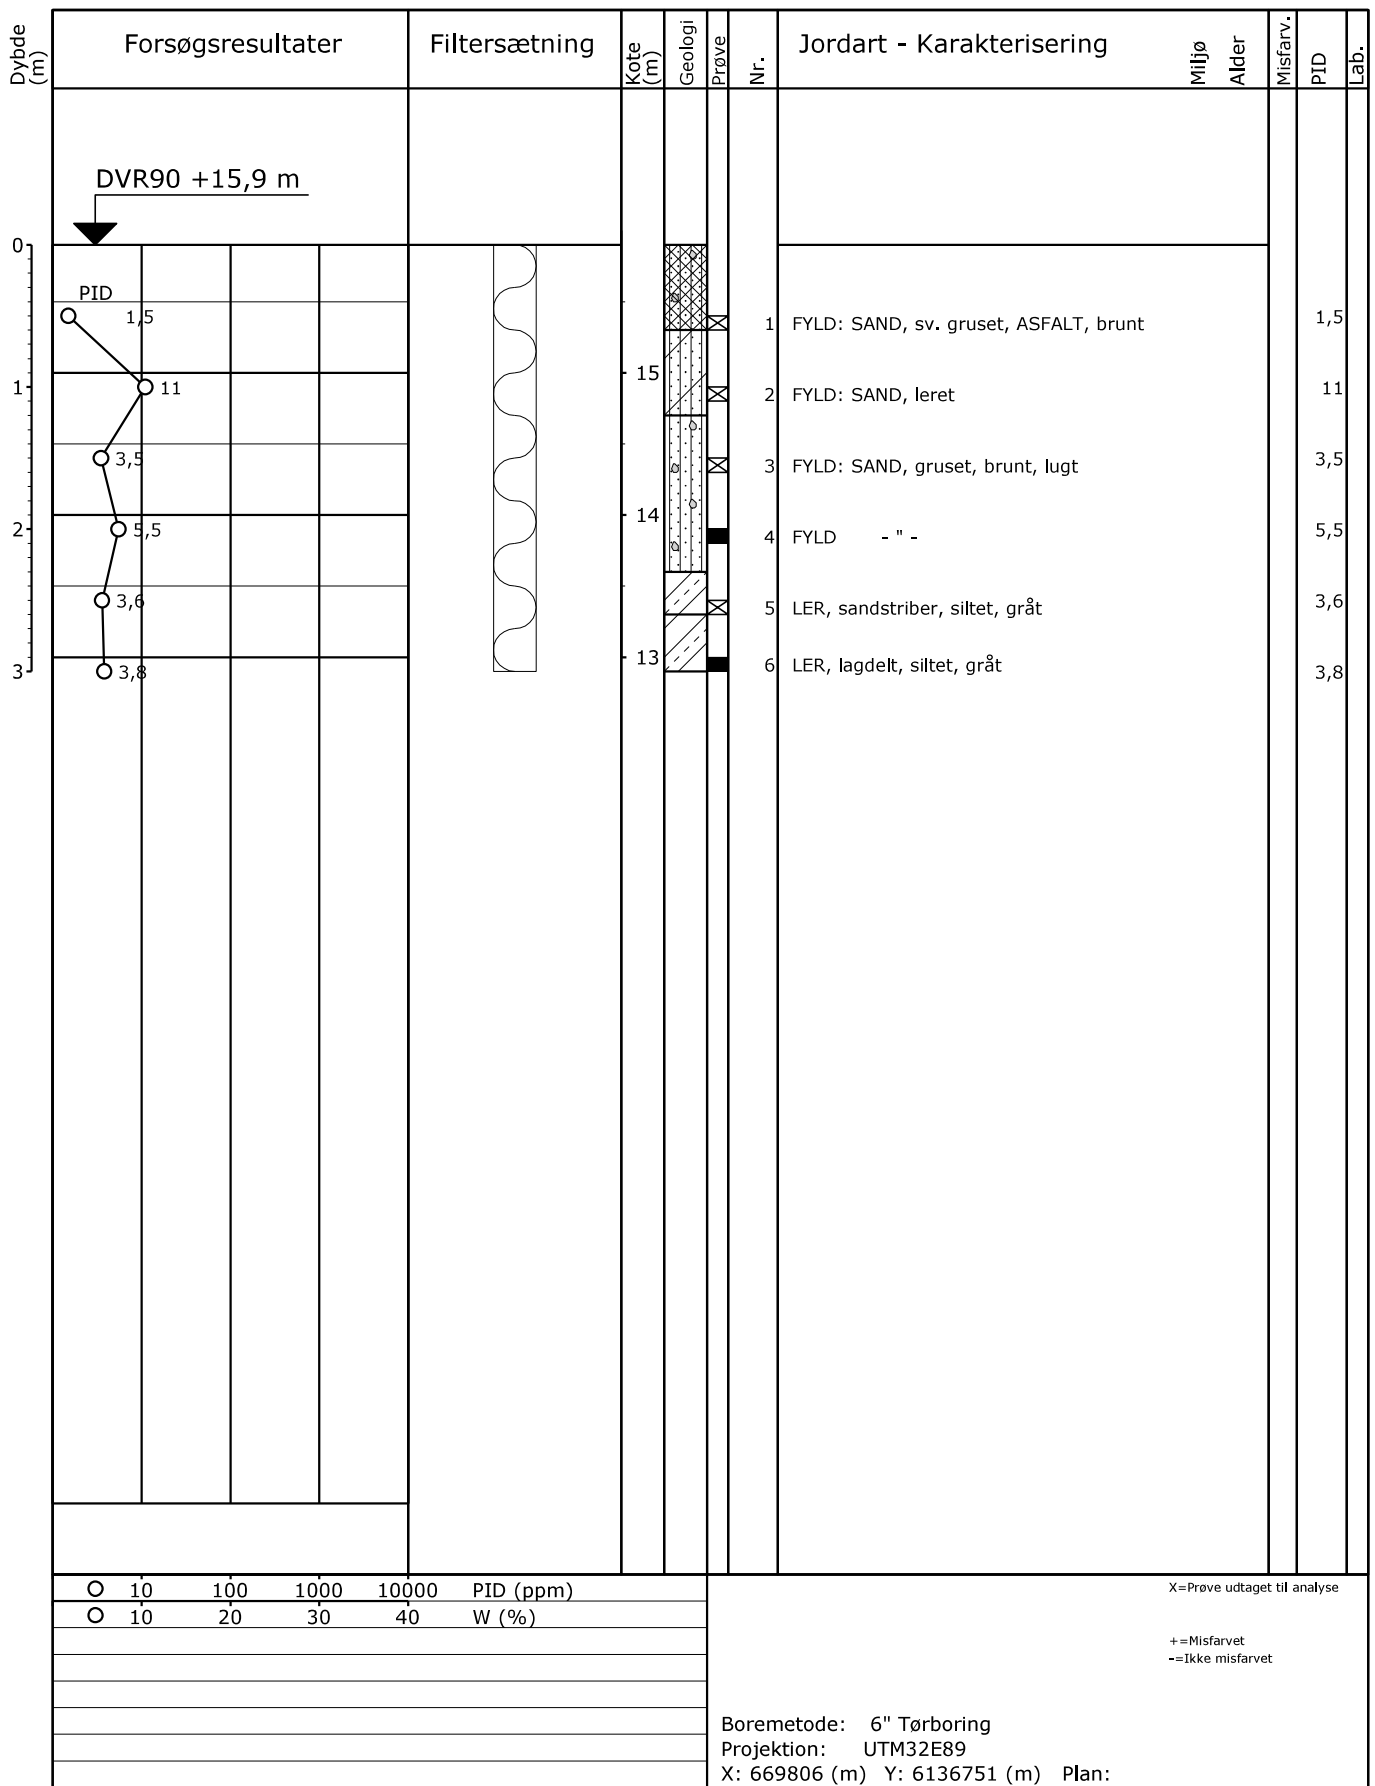 Dybde (m) Forsøgsresultater Filtersætning Kote (m) Geologi Prøve Nr. Jordart - Karakterisering Miljø Alder Misfarv. PID Lab.
DVR90 +15,9 m
0
PID
1,5 1 FYLD: SAND, sv. gruset, ASFALT, brunt 1,5
15
1 11 2 FYLD: SAND, leret 11
3,5 3 FYLD: SAND, gruset, brunt, lugt 3,5
14
2 5,5 4 FYLD - " - 5,5
3,6 5 LER, sandstriber, siltet, gråt 3,6
13
3 3,8 6 LER, lagdelt, siltet, gråt 3,8
10 100 1000 10000 PID (ppm)
10 20 30 40 W (%)
X=Prøve udtaget til analyse
+=Misfarvet
-=Ikke misfarvet
Boremetode: 6" Tørboring
Projektion: UTM32E89
X: 669806 (m) Y: 6136751 (m) Plan: